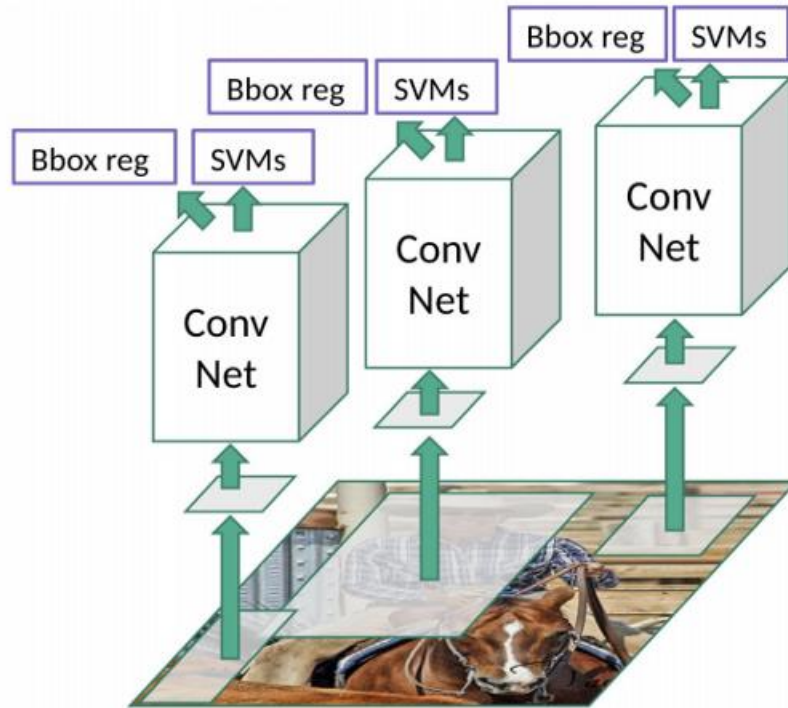 Bbox reg
SVMs
Bbox reg
SVMs
Bbox reg
SVMs
Conv
Net
Conv
Net
Conv
Net